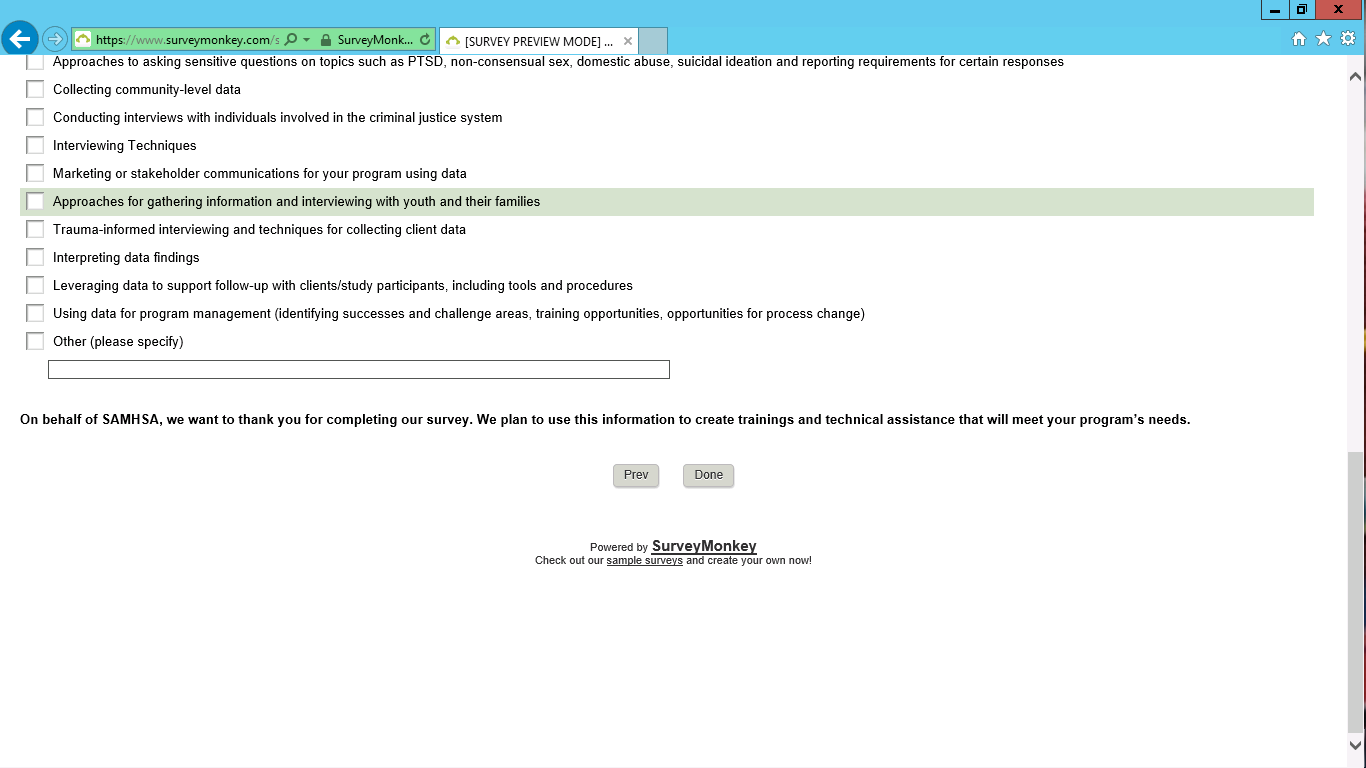 https://www.surveymonkey.com/s
SurveyMonk...
[SURVEY PREVIEW MODE] ...
Approaches to asking sensitive questions on topics such as PTSD, non-consensual sex, domestic abuse, suicidal ideation and reporting requirements for certain responses
Collecting community-level data
Conducting interviews with individuals involved in the criminal justice system
Interviewing Techniques
Marketing or stakeholder communications for your program using data
Approaches for gathering information and interviewing with youth and their families
Trauma-informed interviewing and techniques for collecting client data
Interpreting data findings
Leveraging data to support follow-up with clients/study participants, including tools and procedures
Using data for program management (identifying successes and challenge areas, training opportunities, opportunities for process change)
Other (please specify)
On behalf of SAMHSA, we want to thank you for completing our survey. We plan to use this information to create trainings and technical assistance that will meet your program’s needs.
Prev Done
Powered by SurveyMonkey
Check out our sample surveys and create your own now!